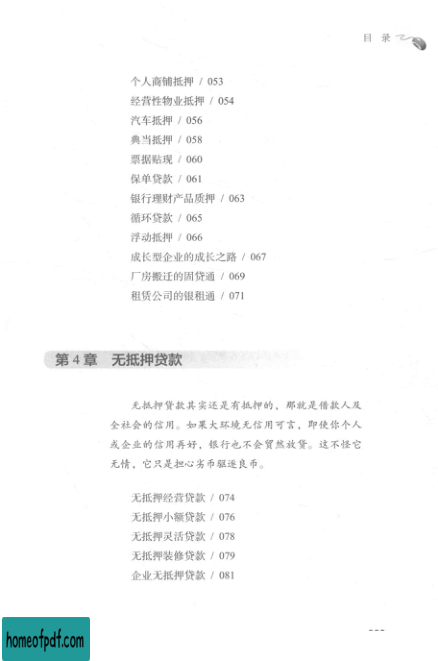 目 录
个人商铺抵押 / 053
经营性物业抵押 / 054
汽车抵押 / 056
典当抵押 / 058
票据贴现 / 060
保单贷款 / 061
银行理财产品质押 / 063
循环贷款 / 065
浮动抵押 / 066
成长型企业的成长之路 / 067
厂房搬迁的固贷通 / 069
租赁公司的银租通 / 071
第 4 章 无抵押贷款
无抵押贷款其实还是有抵押的，那就是借款人及
全社会的信用。如果大环境无信用可言，即使你个人
或企业的信用再好，银行也不会贸然放贷。这不怪它
无情，它只是担心劣币驱逐良币。
无抵押经营贷款 / 074
无抵押小额贷款 / 076
无抵押灵活贷款 / 078
无抵押装修贷款 / 079
企业无抵押贷款 / 081
homeofpdf.com